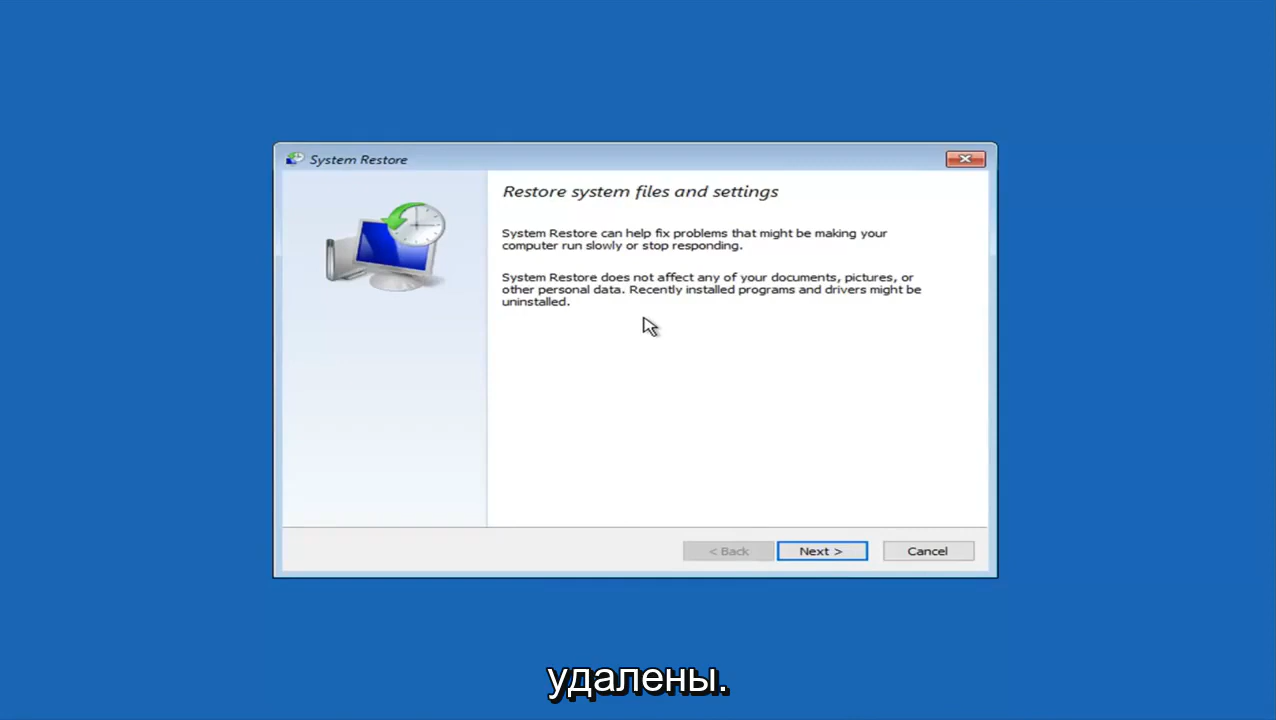 System Restore
Restore system files and settings
System Restore can help fix problems that might be making your
computer run slowly or stop responding.
System Restore does not affect any of your documents, pictures, or
other personal data. Recently installed programs and drivers might be
uninstalled.
< Back Next > Cancel
удалены.